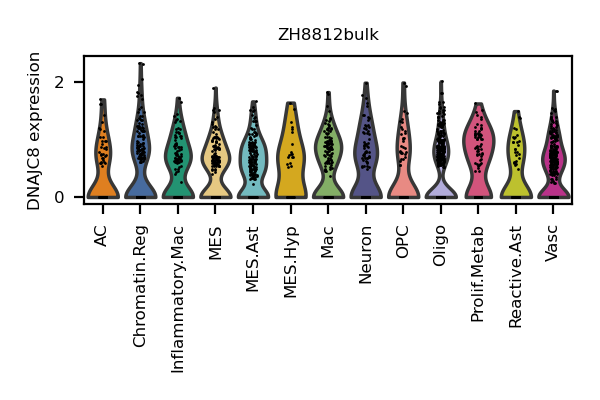 ZH8812bulk
DNAJC8 expression
2
0
AC
Chromatin.Reg
Inflammatory.Mac
MES
MES.Ast
MES.Hyp
Mac
Neuron
OPC
Oligo
Prolif.Metab
Reactive.Ast
Vasc